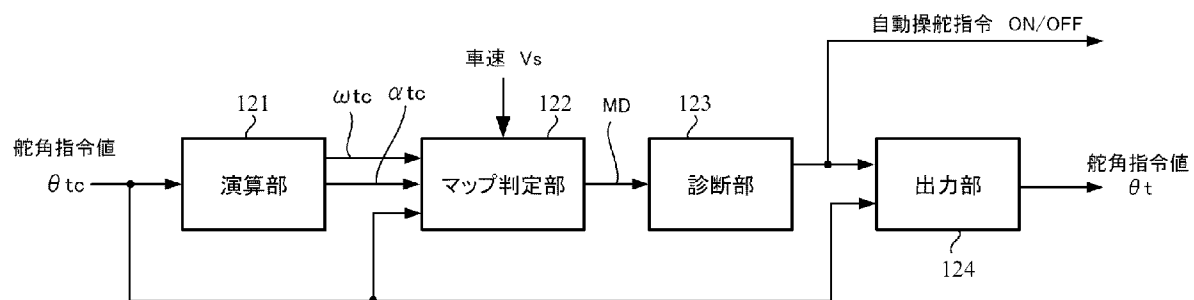 自動操舵指令 ON/OFF
車速 Vs
121
ωtc
αtc
122
MD
123
舵角指令値
θtc
演算部
マップ判定部
診断部
出力部
舵角指令値
θt
124